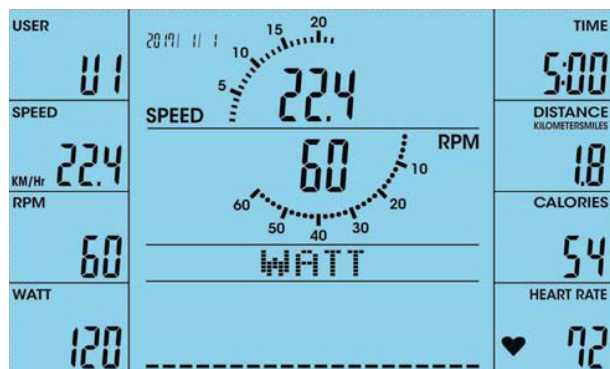 USER
U1
SPEED
KM/Hr 22.4
RPM
60
WATT
120
2017/ 1/ 1
5 10 15 20
SPEED 22.4
RPM
60
10 20 30 40 50 60
WATT
TIME
5:00
DISTANCE
KILOMETERSMILES
1.8
CALORIES
54
HEART RATE
72